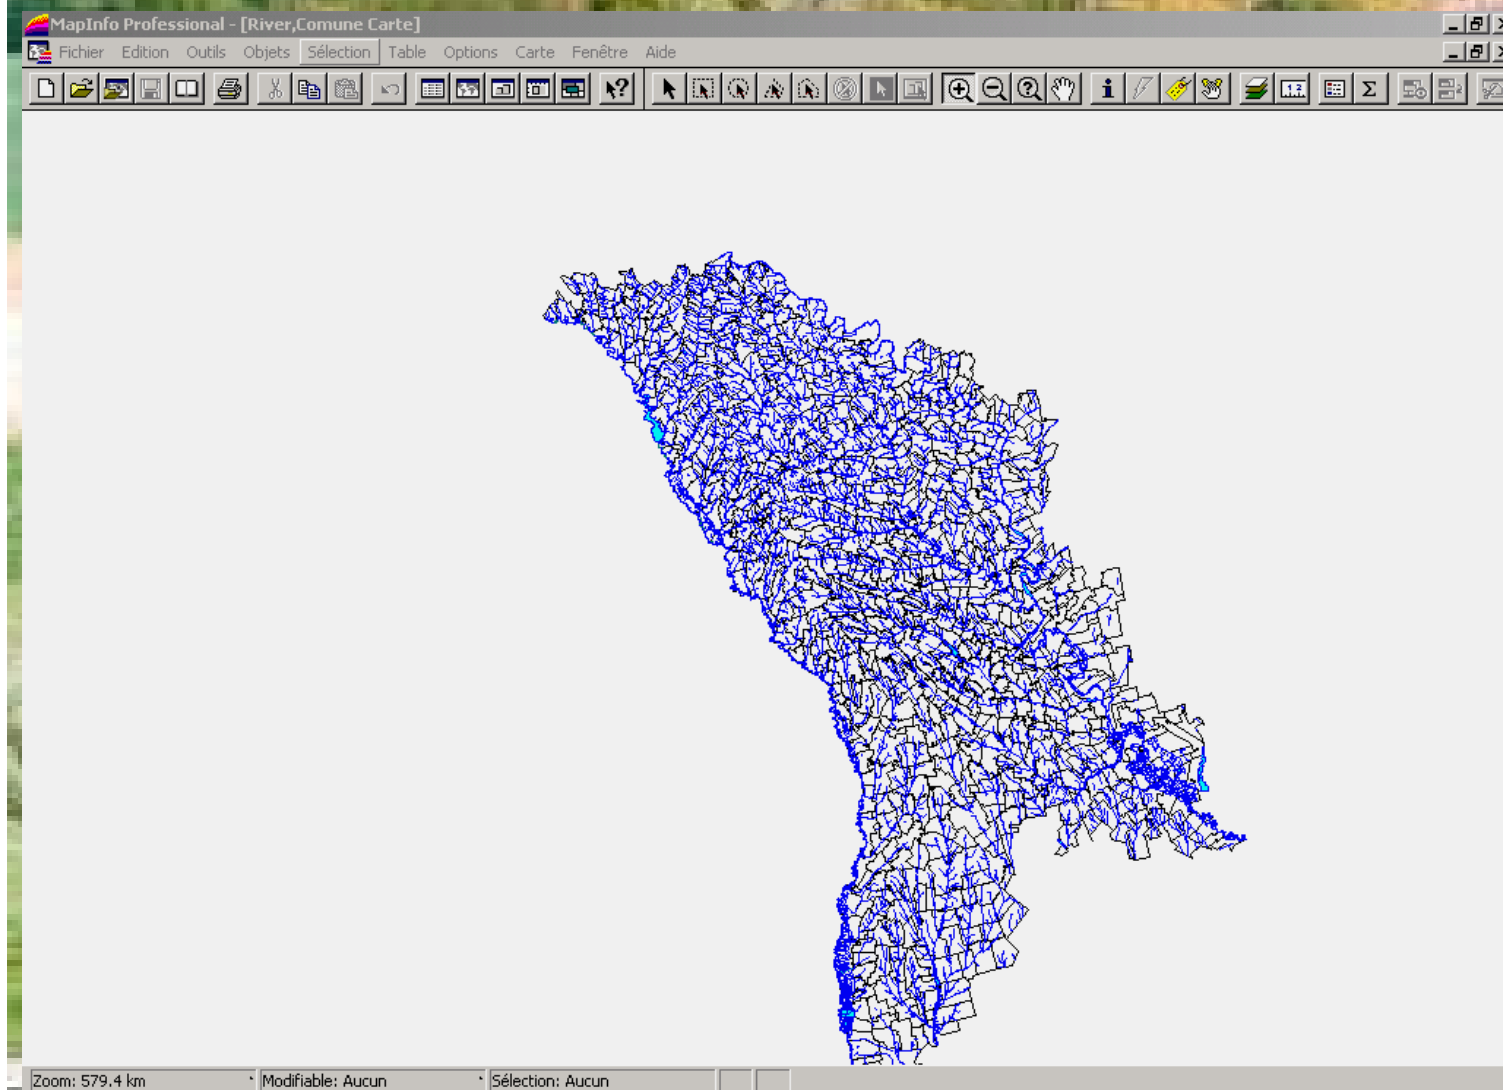 MapInfo Professional - [River,Comune Carte]
Fichier Edition Outils Objets Sélection Table Options Carte Fenêtre Aide
Zoom: 579.4 km Modifiable: Aucun Sélection: Aucun